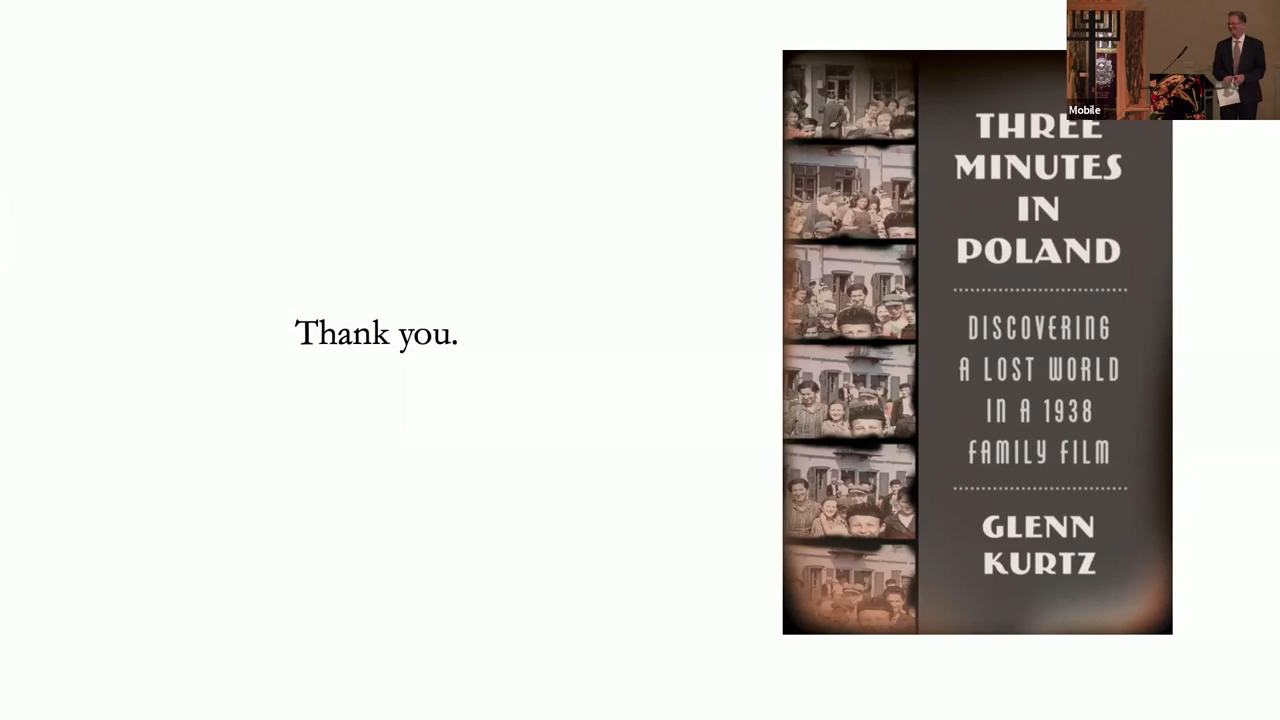 Thank you.
Mobile
THREE
MINUTES
IN
POLAND
DISCOVERING
A LOST WORLD
IN A 1938
FAMILY FILM
GLENN
KURTZ